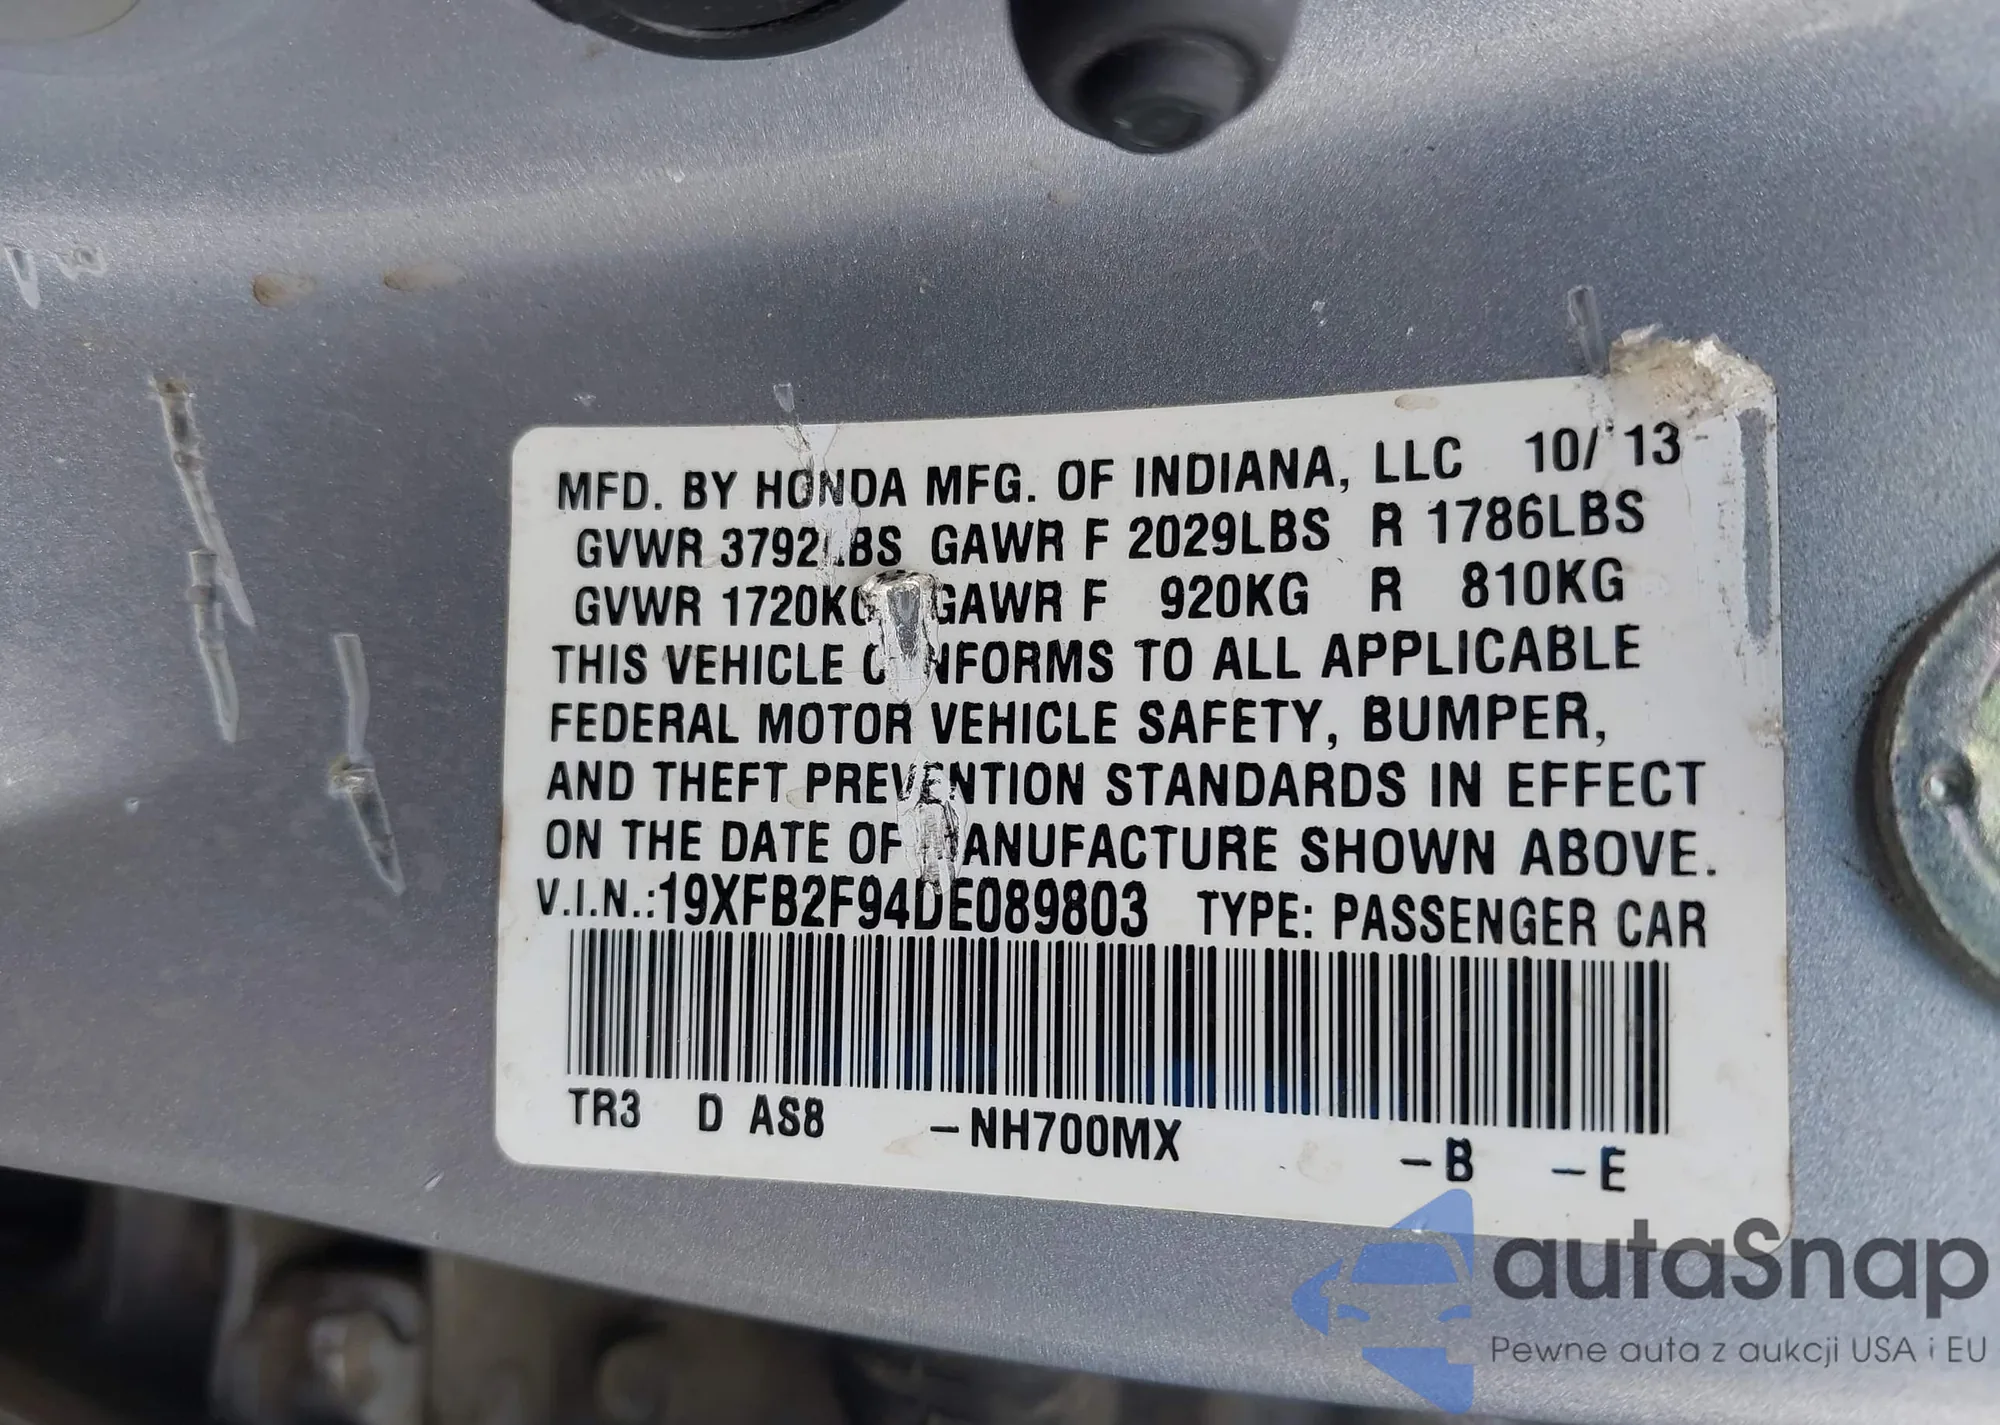 MFD. BY HONDA MFG. OF INDIANA, LLC 10/ 13
GVWR 3792LBS GAWR F 2029LBS R 1786LBS
GVWR 1720KG GAWR F 920KG R 810KG
THIS VEHICLE CONFORMS TO ALL APPLICABLE
FEDERAL MOTOR VEHICLE SAFETY, BUMPER,
AND THEFT PREVENTION STANDARDS IN EFFECT
ON THE DATE OF MANUFACTURE SHOWN ABOVE.
V.I.N.:19XFB2F94DE089803 TYPE: PASSENGER CAR
TR3 D AS8 –NH700MX –B –E
autaSnap
Pewne auta z aukcji USA i EU